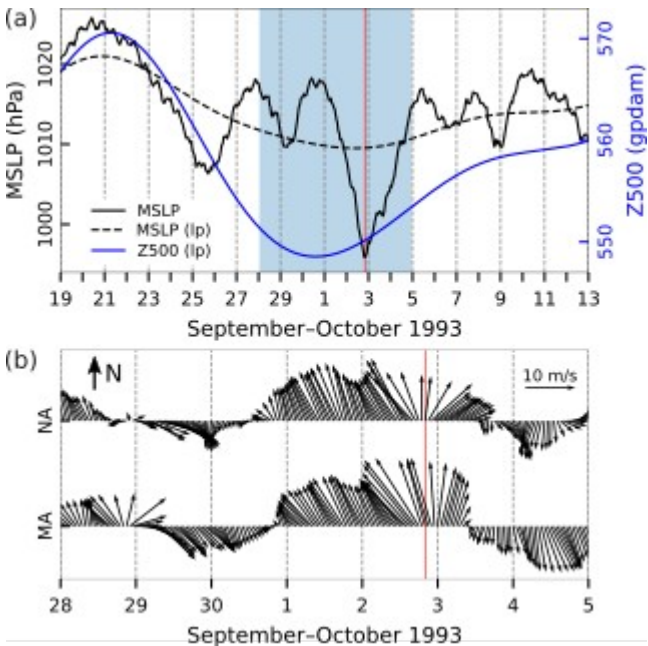 (a)
MSLP (hPa)
1020
1010
1000
MSLP
MSLP (lp)
Z500 (lp)
570
560
550
Z500 (gpdam)
19 21 23 25 27 29 1 3 5 7 9 11 13
September–October 1993
(b)
N
10 m/s
NA
MA
28 29 30 1 2 3 4 5
September–October 1993